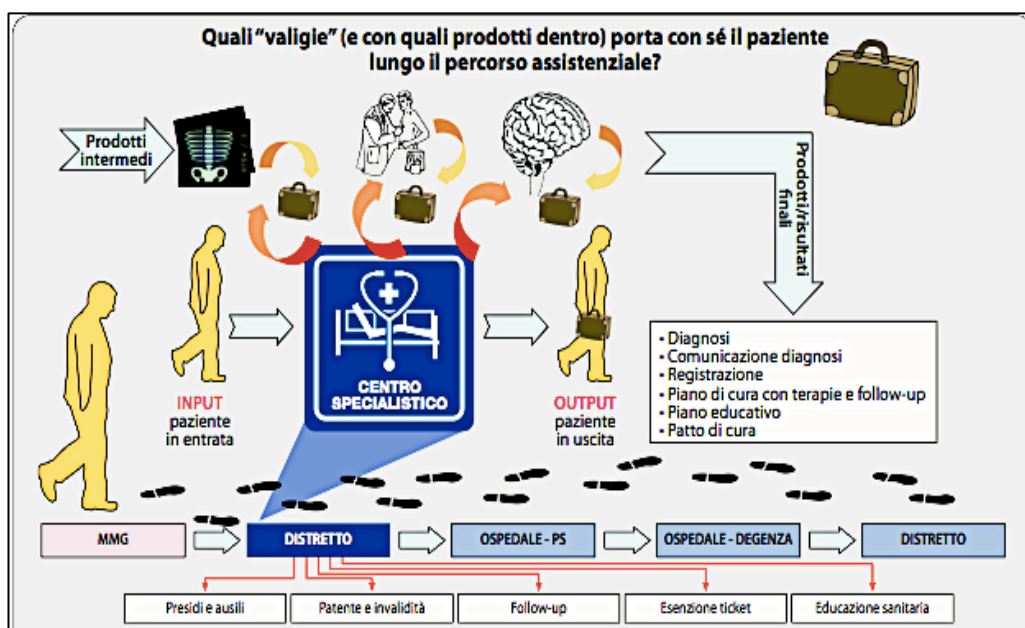 Quali “valigie” (e con quali prodotti dentro) porta con sé il paziente
lungo il percorso assistenziale?
Prodotti
intermedi
Prodotti/risultati
finali
INPUT
paziente
in entrata
CENTRO
SPECIALISTICO
OUTPUT
paziente
in uscita
• Diagnosi
• Comunicazione diagnosi
• Registrazione
• Piano di cura con terapie e follow-up
• Piano educativo
• Patto di cura
MMG
DISTRETTO
OSPEDALE - PS
OSPEDALE - DEGENZA
DISTRETTO
Presidi e ausili
Patente e invalidità
Follow-up
Esenzione ticket
Educazione sanitaria